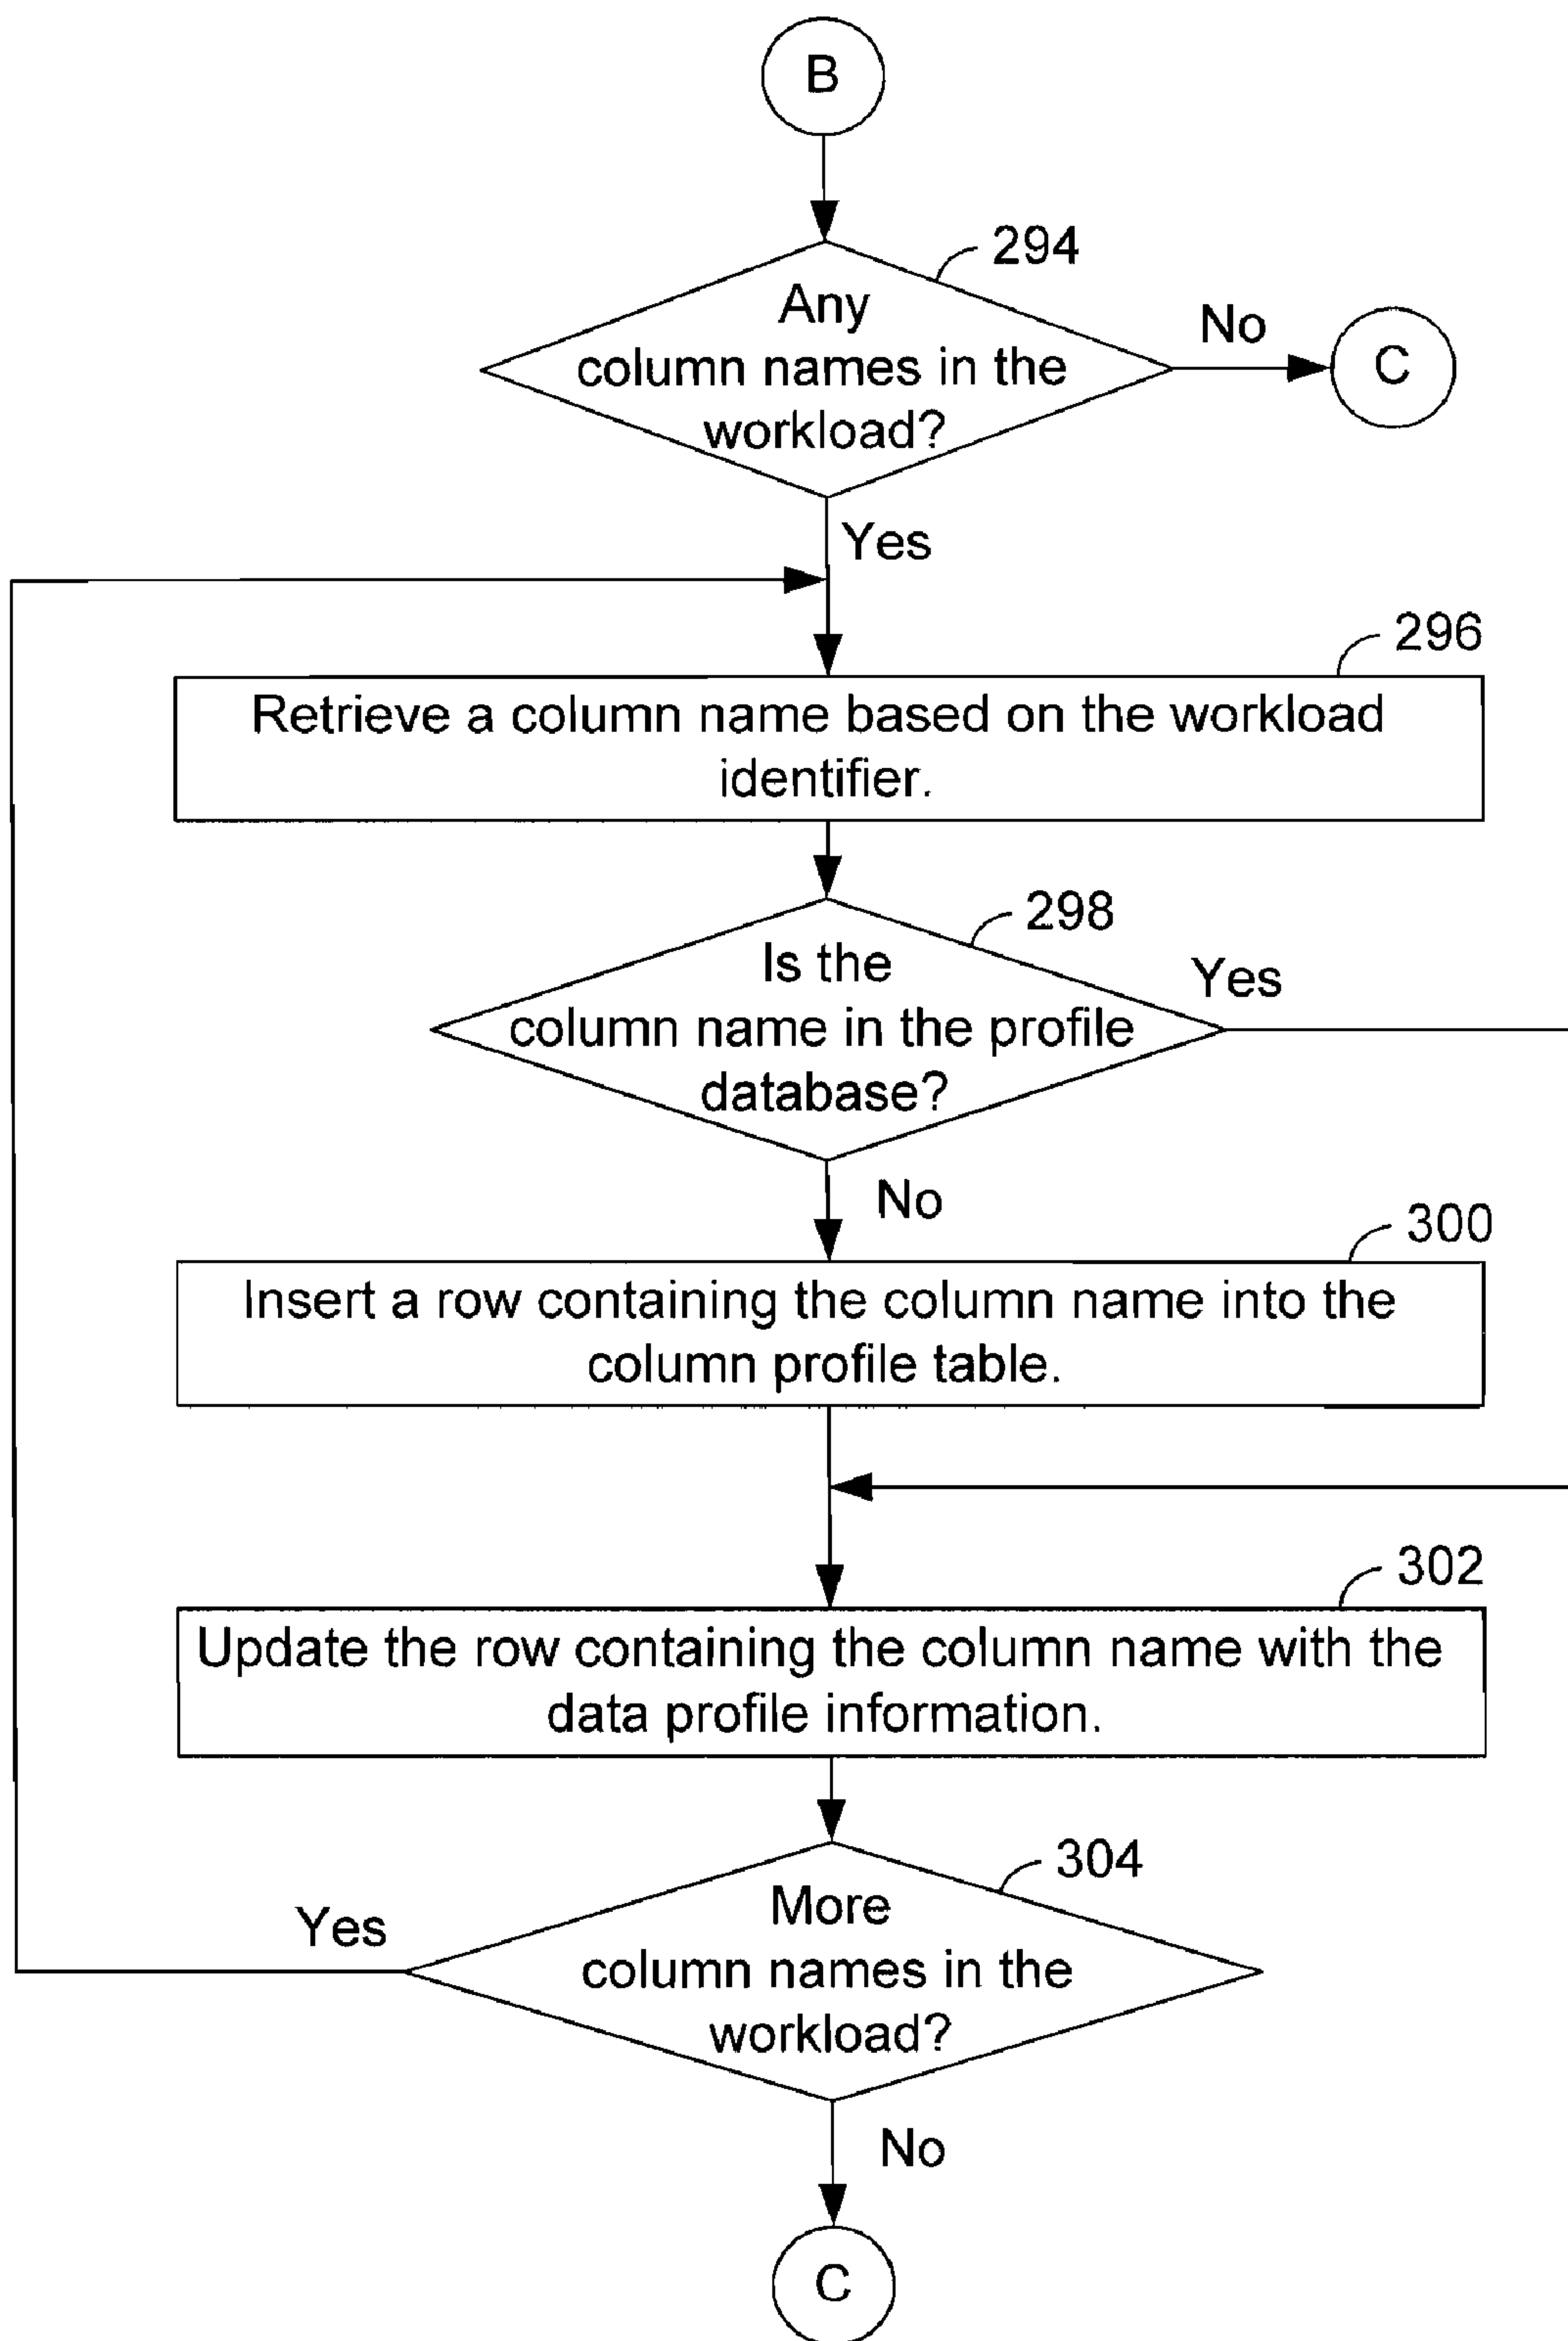 B
294
Any
column names in the
workload?
No
C
Yes
296
Retrieve a column name based on the workload
identifier.
298
Is the
column name in the profile
database?
Yes
No
300
Insert a row containing the column name into the
column profile table.
302
Update the row containing the column name with the
data profile information.
304
More
column names in the
workload?
Yes
No
C